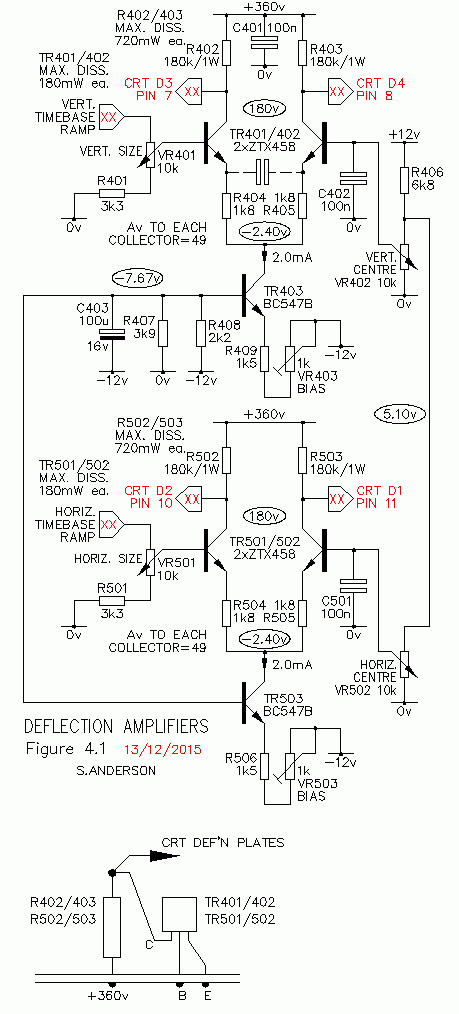 R402/403
MAX. DISS.
720mW ea.
+360v
C401 100n
0v
R402
180k/1W
R403
180k/1W
TR401/402
MAX. DISS.
180mW ea.
CRT D3
PIN 7
XX
XX
CRT D4
PIN 8
180v
VERT.
TIMEBASE
RAMP
XX
VERT. SIZE
VR401
10k
TR401/402
2xZTX458
+12v
R406
6k8
R401
3k3
0v
R404
1k8
1k8
R405
C402
100n
0v
Av TO EACH
COLLECTOR=49
-2.40v
2.0mA
VERT.
CENTRE
VR402 10k
0v
-7.67v
TR403
BC547B
C403
100u
16v
R407
3k9
R408
2k2
-12v
0v
-12v
R409
1k5
1k
VR403
BIAS
-12v
5.10v
R502/503
MAX. DISS.
720mW ea.
+360v
R502
180k/1W
R503
180k/1W
TR501/502
MAX. DISS.
180mW ea.
CRT D2
PIN 10
XX
XX
CRT D1
PIN 11
180v
HORIZ.
TIMEBASE
RAMP
XX
HORIZ. SIZE
VR501
10k
TR501/502
2xZTX458
R501
3k3
0v
R504
1k8
1k8
R505
C501
100n
0v
Av TO EACH
COLLECTOR=49
-2.40v
2.0mA
HORIZ.
CENTRE
VR502 10k
0v
TR503
BC547B
DEFLECTION AMPLIFIERS
Figure 4.1 13/12/2015
S.ANDERSON
R506
1k5
1k
VR503
BIAS
-12v
CRT DEF'N PLATES
R402/403
R502/503
TR401/402
TR501/502
C
+360v
B
E